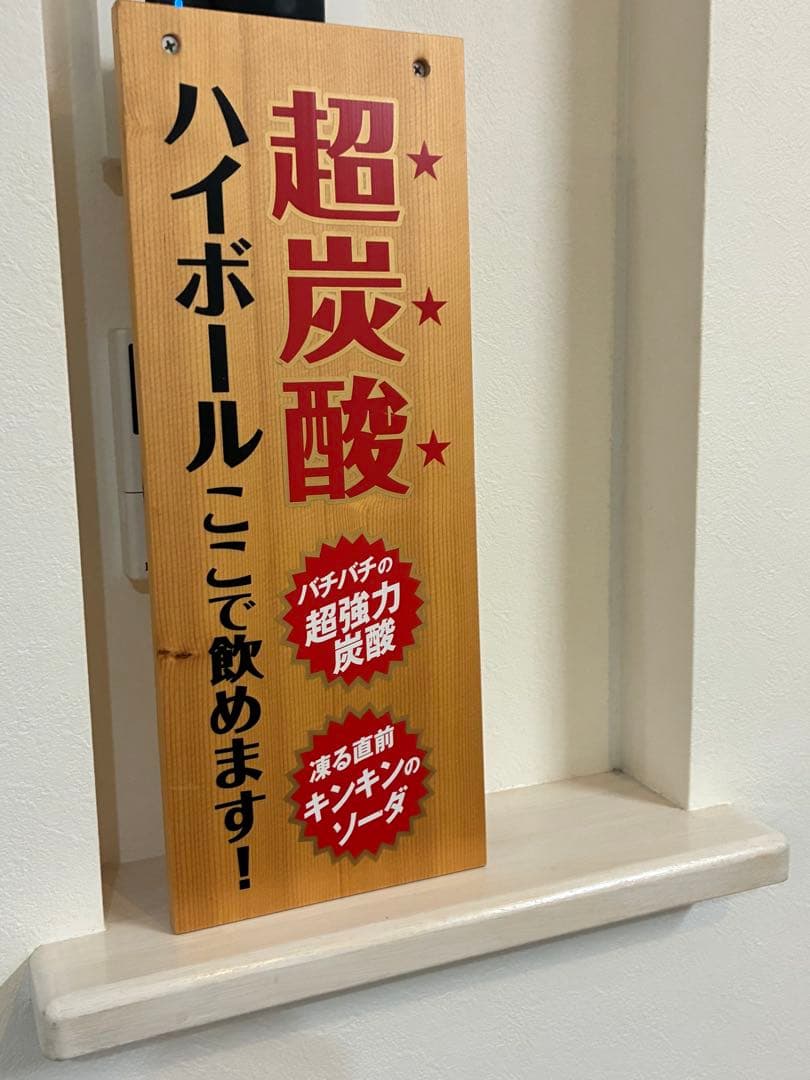 超炭酸
ハイボールここで飲めます！
バチバチの
超強力
炭酸
凍る直前
キンキンの
ソーダ